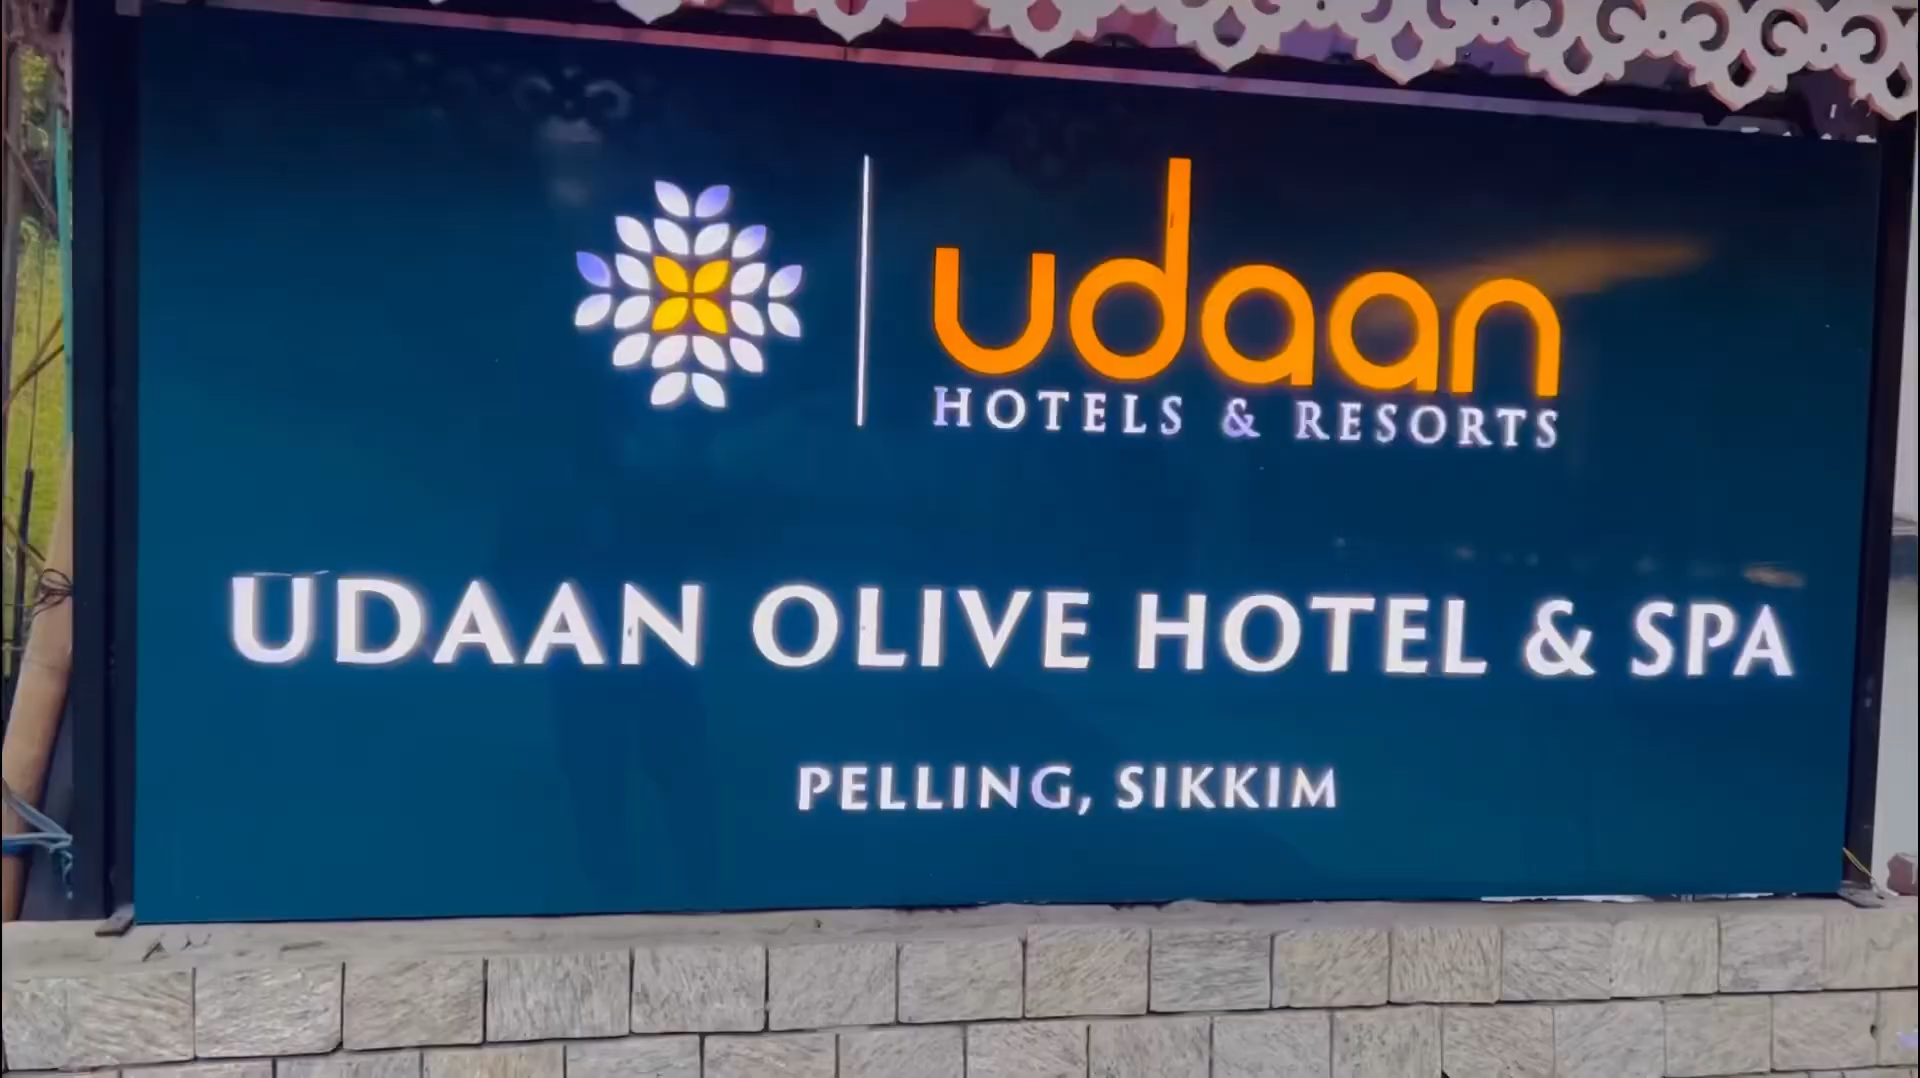 udaan
HOTELS & RESORTS
UDAAN OLIVE HOTEL & SPA
PELLING, SIKKIM